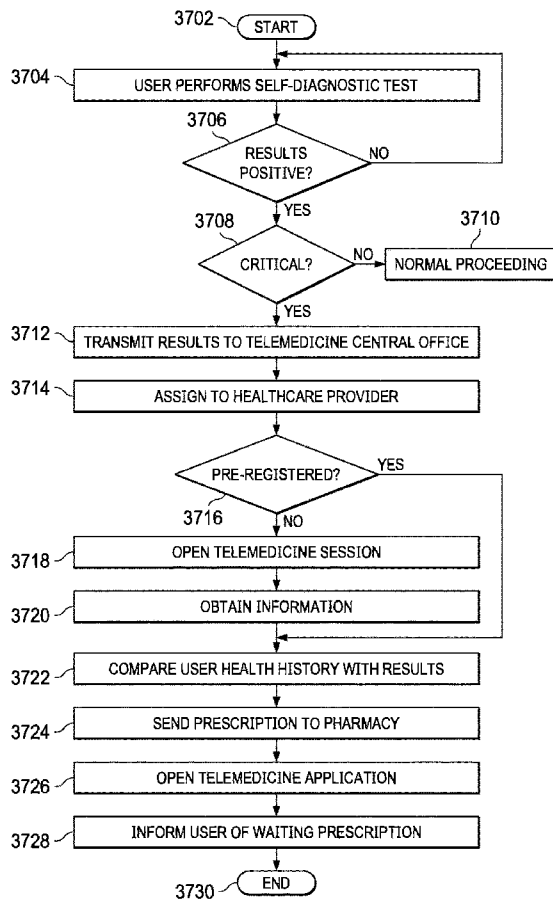 3702
START
3704
USER PERFORMS SELF-DIAGNOSTIC TEST
3706
RESULTS
POSITIVE?
NO
YES
3708
CRITICAL?
NO
3710
NORMAL PROCEEDING
YES
3712
TRANSMIT RESULTS TO TELEMEDICINE CENTRAL OFFICE
3714
ASSIGN TO HEALTHCARE PROVIDER
PRE-REGISTERED?
YES
3716
NO
3718
OPEN TELEMEDICINE SESSION
3720
OBTAIN INFORMATION
3722
COMPARE USER HEALTH HISTORY WITH RESULTS
3724
SEND PRESCRIPTION TO PHARMACY
3726
OPEN TELEMEDICINE APPLICATION
3728
INFORM USER OF WAITING PRESCRIPTION
3730
END